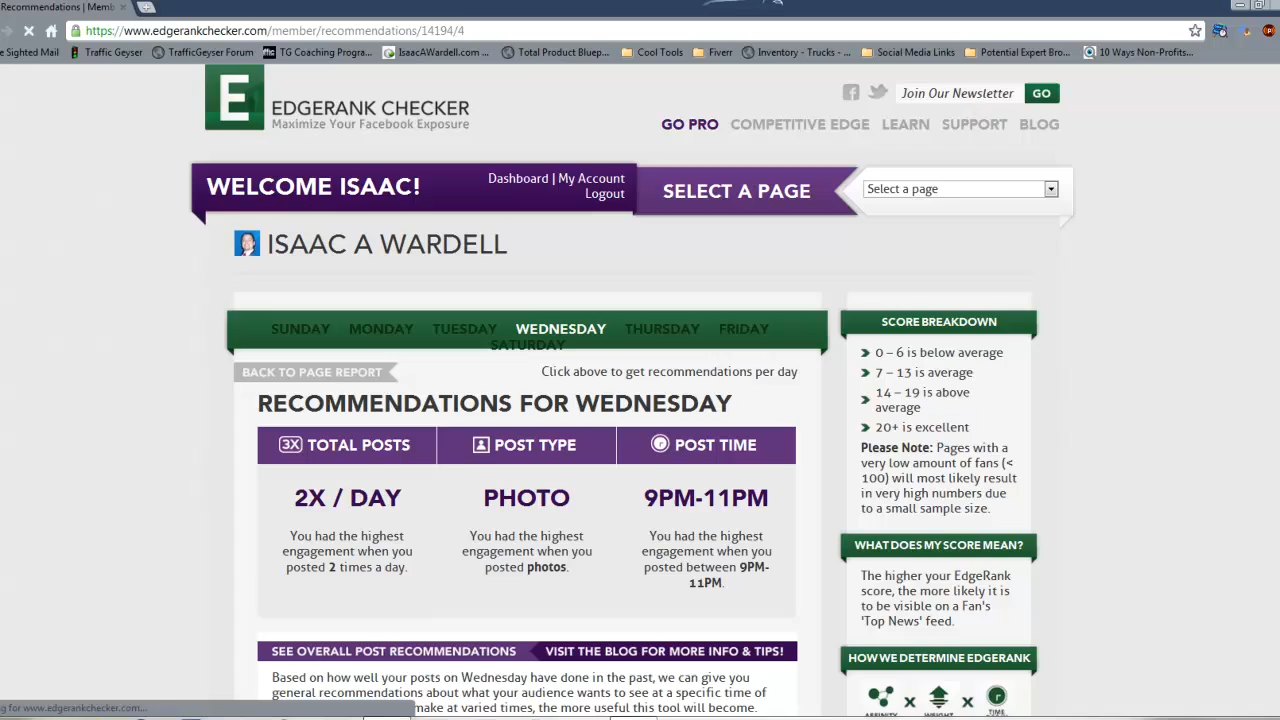 Recommendations | Memb
https://www.edgerankchecker.com/member/recommendations/14194/4
e Sighted Mail Traffic Geyser TrafficGeyser Forum TG Coaching Progra... IsaacAWardell.com ... Total Product Bluep... Cool Tools Fiverr Inventory - Trucks - ... Social Media Links Potential Expert Bro... 10 Ways Non-Profits...
E EDGERANK CHECKER
Maximize Your Facebook Exposure
Join Our Newsletter GO
GO PRO COMPETITIVE EDGE LEARN SUPPORT BLOG
WELCOME ISAAC!
Dashboard | My Account
Logout
SELECT A PAGE
Select a page
ISAAC A WARDELL
SUNDAY MONDAY TUESDAY WEDNESDAY THURSDAY FRIDAY
SATURDAY
BACK TO PAGE REPORT
Click above to get recommendations per day
RECOMMENDATIONS FOR WEDNESDAY
3X TOTAL POSTS
2X / DAY
You had the highest
engagement when you
posted 2 times a day.
POST TYPE
PHOTO
You had the highest
engagement when you
posted photos.
POST TIME
9PM-11PM
You had the highest
engagement when you
posted between 9PM-
11PM.
SEE OVERALL POST RECOMMENDATIONS
VISIT THE BLOG FOR MORE INFO & TIPS!
Based on how well your posts on Wednesday have done in the past, we can give you
general recommendations about what your audience wants to see at a specific time of
make at varied times, the more useful this tool will become.
SCORE BREAKDOWN
0 – 6 is below average
7 – 13 is average
14 – 19 is above
average
20+ is excellent
Please Note: Pages with a
very low amount of fans (<
100) will most likely result
in very high numbers due
to a small sample size.
WHAT DOES MY SCORE MEAN?
The higher your EdgeRank
score, the more likely it is
to be visible on a Fan's
'Top News' feed.
HOW WE DETERMINE EDGERANK
X X
AFFINITY WEIGHT TIME
g for www.edgerankchecker.com...